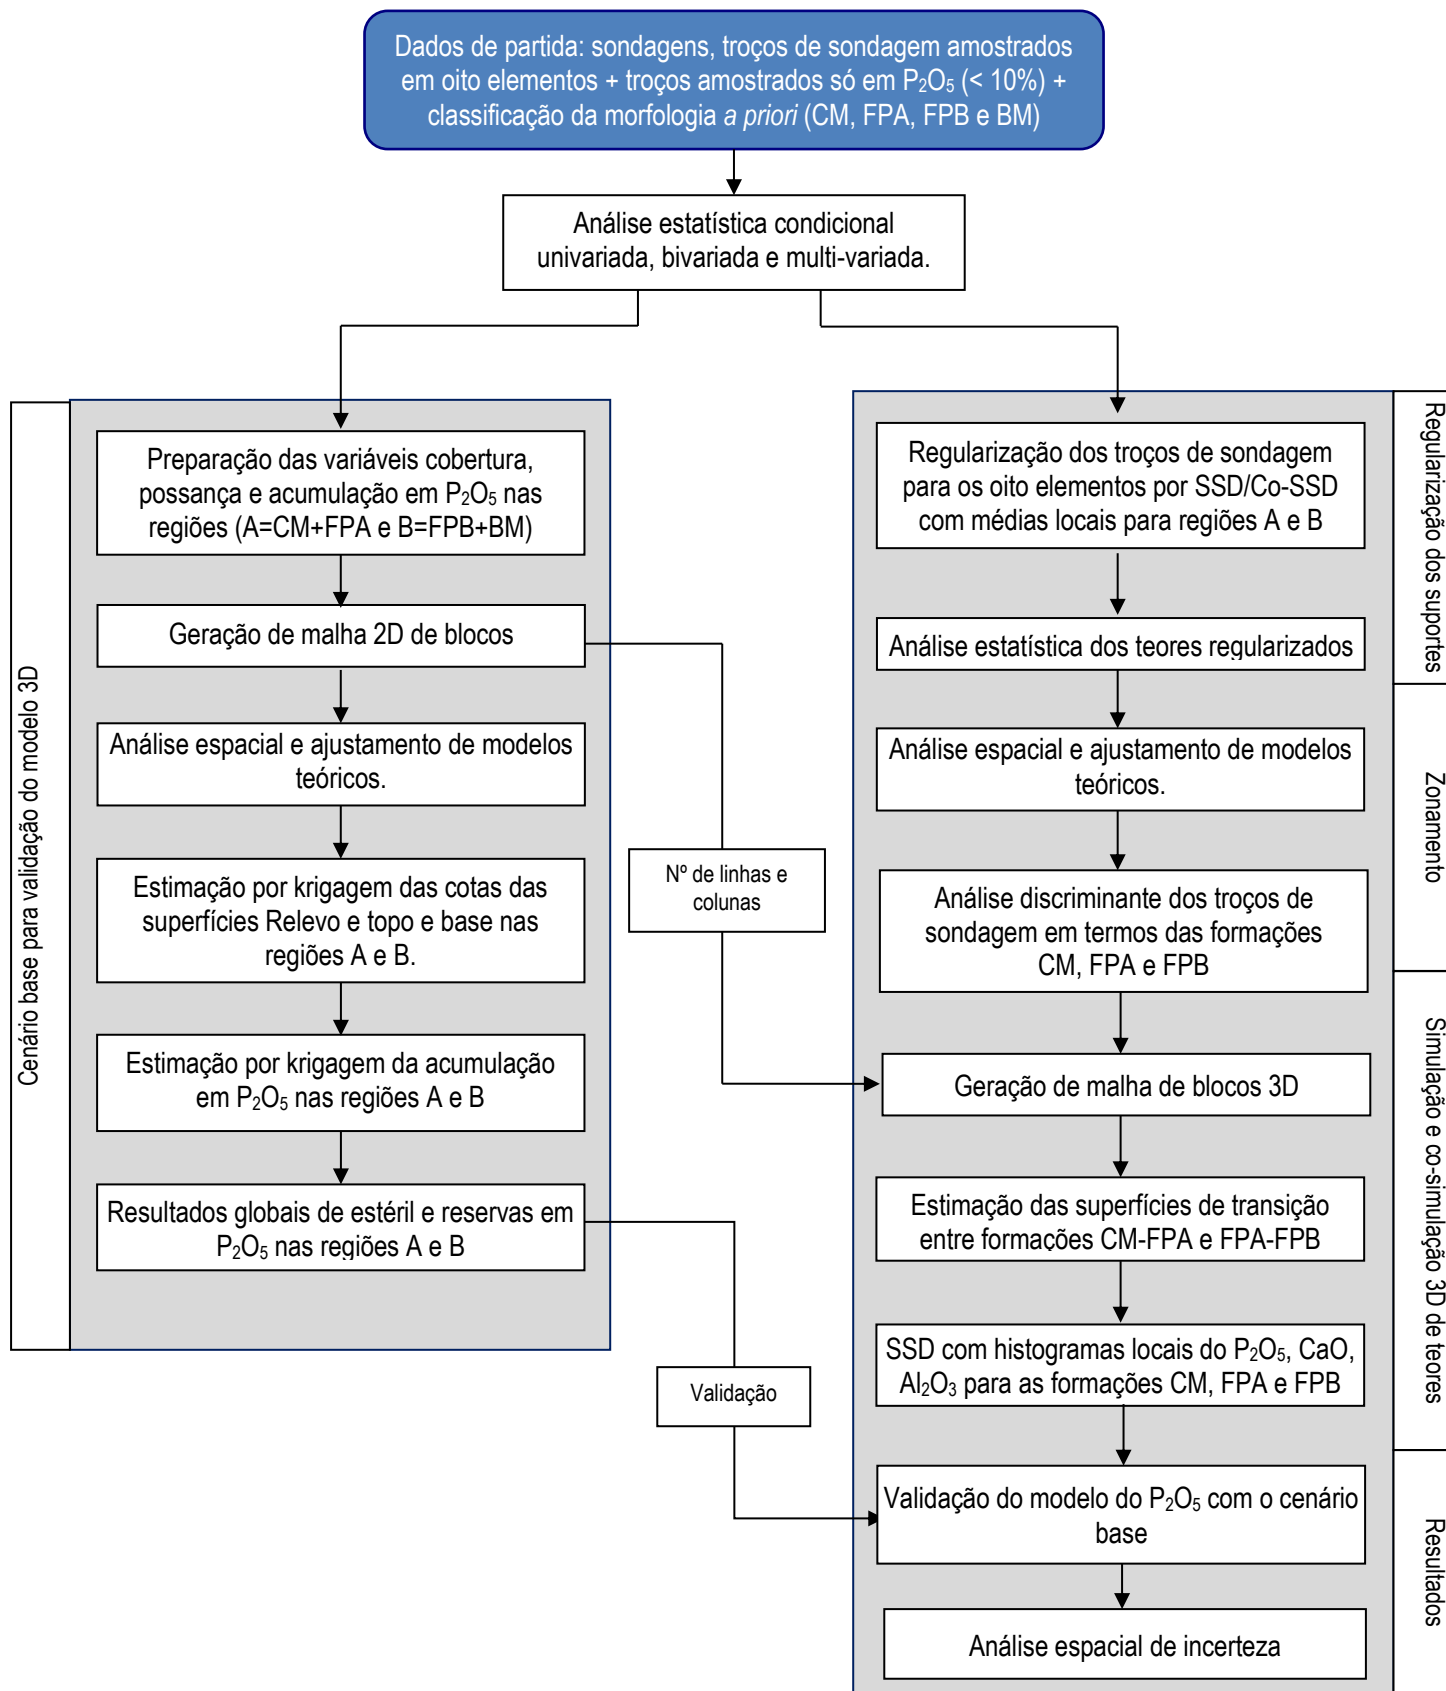 Dados de partida: sondagens, troços de sondagem amostrados
em oito elementos + troços amostrados só em P₂O₅ (< 10%) +
classificação da morfologia a priori (CM, FPA, FPB e BM)
Análise estatística condicional
univariada, bivariada e multi-variada.
Cenário base para validação do modelo 3D
Preparação das variáveis cobertura,
possança e acumulação em P₂O₅ nas
regiões (A=CM+FPA e B=FPB+BM)
Geração de malha 2D de blocos
Análise espacial e ajustamento de modelos
teóricos.
Estimação por krigagem das cotas das
superfícies Relevo e topo e base nas
regiões A e B.
Estimação por krigagem da acumulação
em P₂O₅ nas regiões A e B
Resultados globais de estéril e reservas em
P₂O₅ nas regiões A e B
Nº de linhas e
colunas
Validação
Regularização dos troços de sondagem
para os oito elementos por SSD/Co-SSD
com médias locais para regiões A e B
Análise estatística dos teores regularizados
Análise espacial e ajustamento de modelos
teóricos.
Análise discriminante dos troços de
sondagem em termos das formações
CM, FPA e FPB
Geração de malha de blocos 3D
Estimação das superfícies de transição
entre formações CM-FPA e FPA-FPB
SSD com histogramas locais do P₂O₅, CaO,
Al₂O₃ para as formações CM, FPA e FPB
Validação do modelo do P₂O₅ com o cenário
base
Análise espacial de incerteza
Regularização dos suportes
Zonamento
Simulação e co-simulação 3D de teores
Resultados